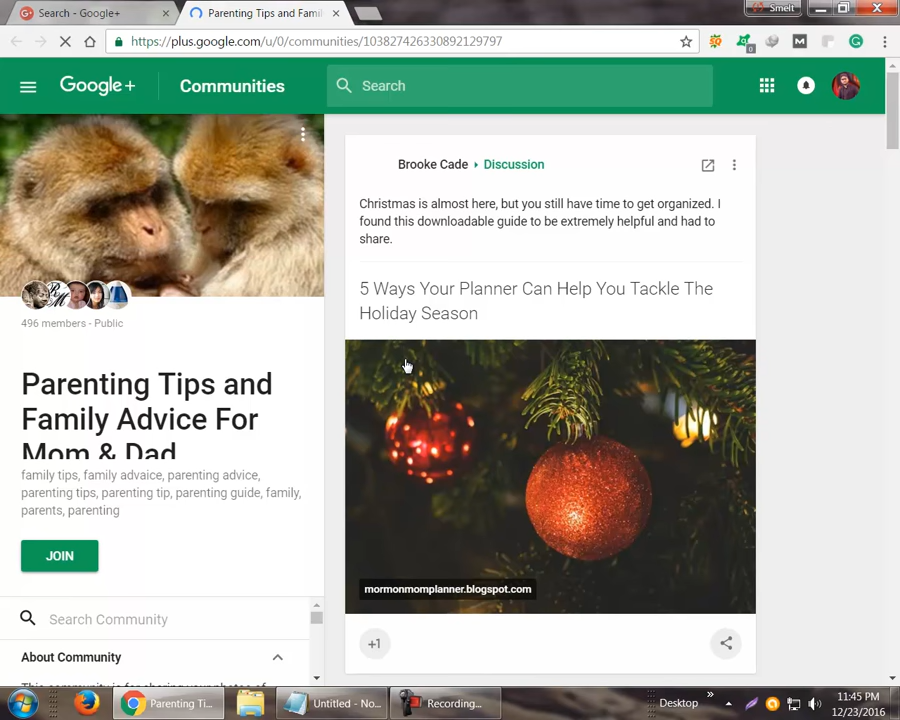 Search - Google+
Parenting Tips and Famil
Smelt
https://plus.google.com/u/0/communities/103827426330892129797
0
M
Google+
Communities
Search
Brooke Cade
Discussion
Christmas is almost here, but you still have time to get organized. I
found this downloadable guide to be extremely helpful and had to
share.
5 Ways Your Planner Can Help You Tackle The
Holiday Season
mormonmomplanner.blogspot.com
+1
496 members - Public
Parenting Tips and
Family Advice For
Mom & Dad
family tips, family advaice, parenting advice,
parenting tips, parenting tip, parenting guide, family,
parents, parenting
JOIN
Search Community
About Community
Parenting Ti...
Untitled - No...
Recording...
Desktop
11:45 PM
12/23/2016